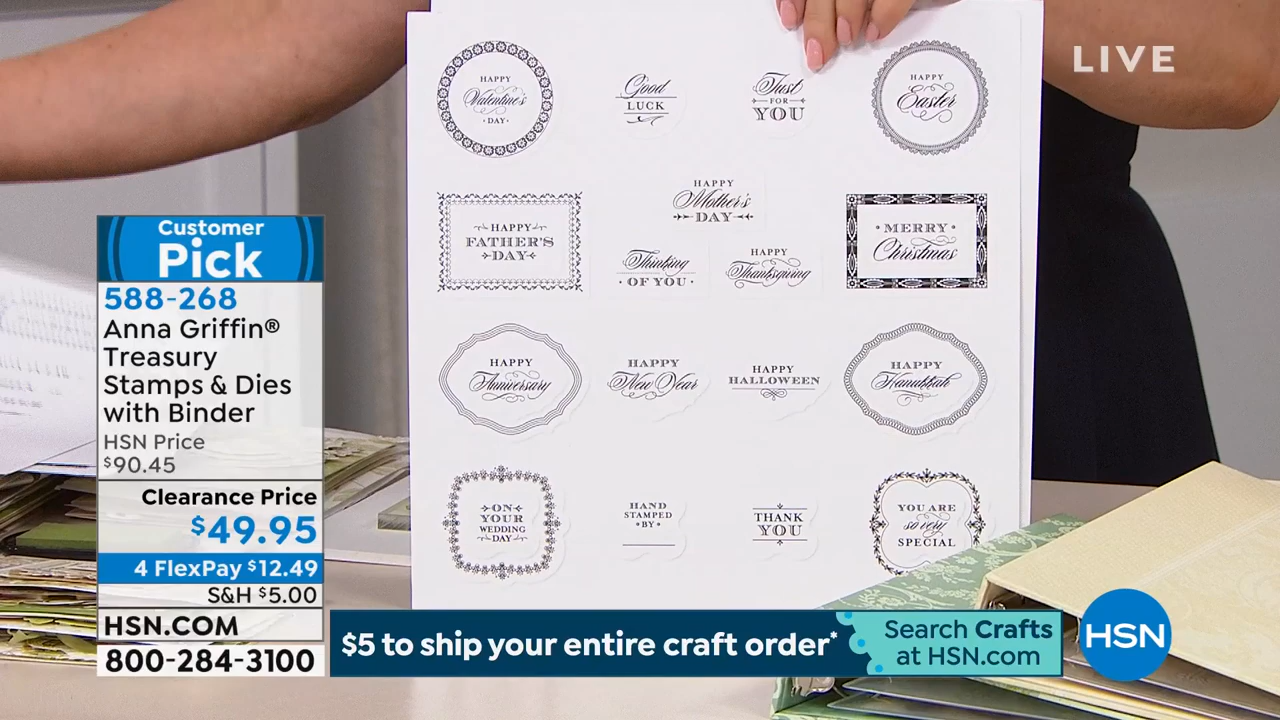 LIVE
HAPPY
Valentine's
DAY
Good
LUCK
Just
FOR
YOU
HAPPY
Easter
HAPPY
FATHER'S
DAY
HAPPY
Mother's
DAY
Thinking
OF YOU
HAPPY
Thanksgiving
MERRY
Christmas
HAPPY
Anniversary
HAPPY
New Year
HAPPY
HALLOWEEN
HAPPY
Hanukkah
ON
YOUR
WEDDING
DAY
HAND
STAMPED
BY
THANK
YOU
YOU ARE
so very
SPECIAL
Customer
Pick
588-268
Anna Griffin®
Treasury
Stamps & Dies
with Binder
HSN Price
$90.45
Clearance Price
$49.95
4 FlexPay $12.49
S&H $5.00
HSN.COM
800-284-3100
$5 to ship your entire craft order*
Search Crafts
at HSN.com
HSN